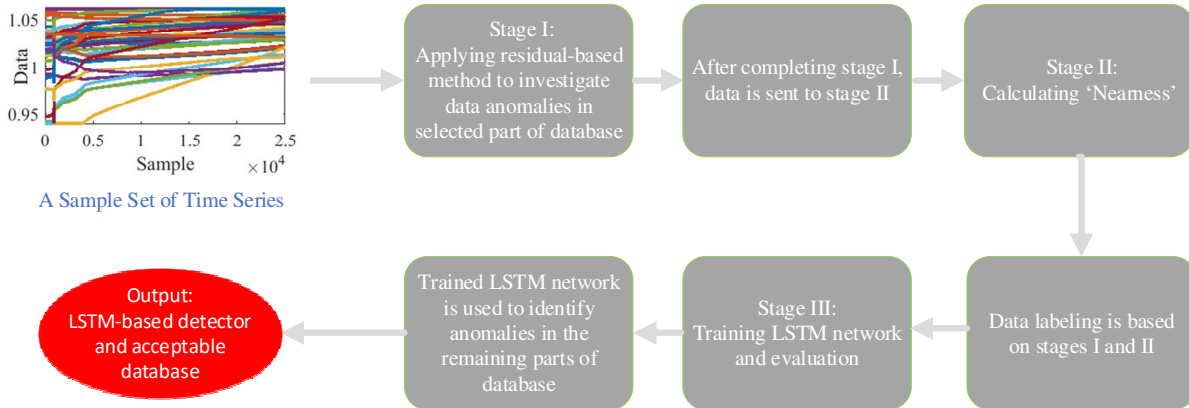 1.05
1
0.95
Data
0
0.5
1
1.5
2
2.5
Sample
×10⁴
A Sample Set of Time Series
Stage I:
Applying residual-based
method to investigate
data anomalies in
selected part of database
After completing stage I,
data is sent to stage II
Stage II:
Calculating ‘Nearness’
Data labeling is based
on stages I and II
Stage III:
Training LSTM network
and evaluation
Trained LSTM network
is used to identify
anomalies in the
remaining parts of
database
Output:
LSTM-based detector
and acceptable
database